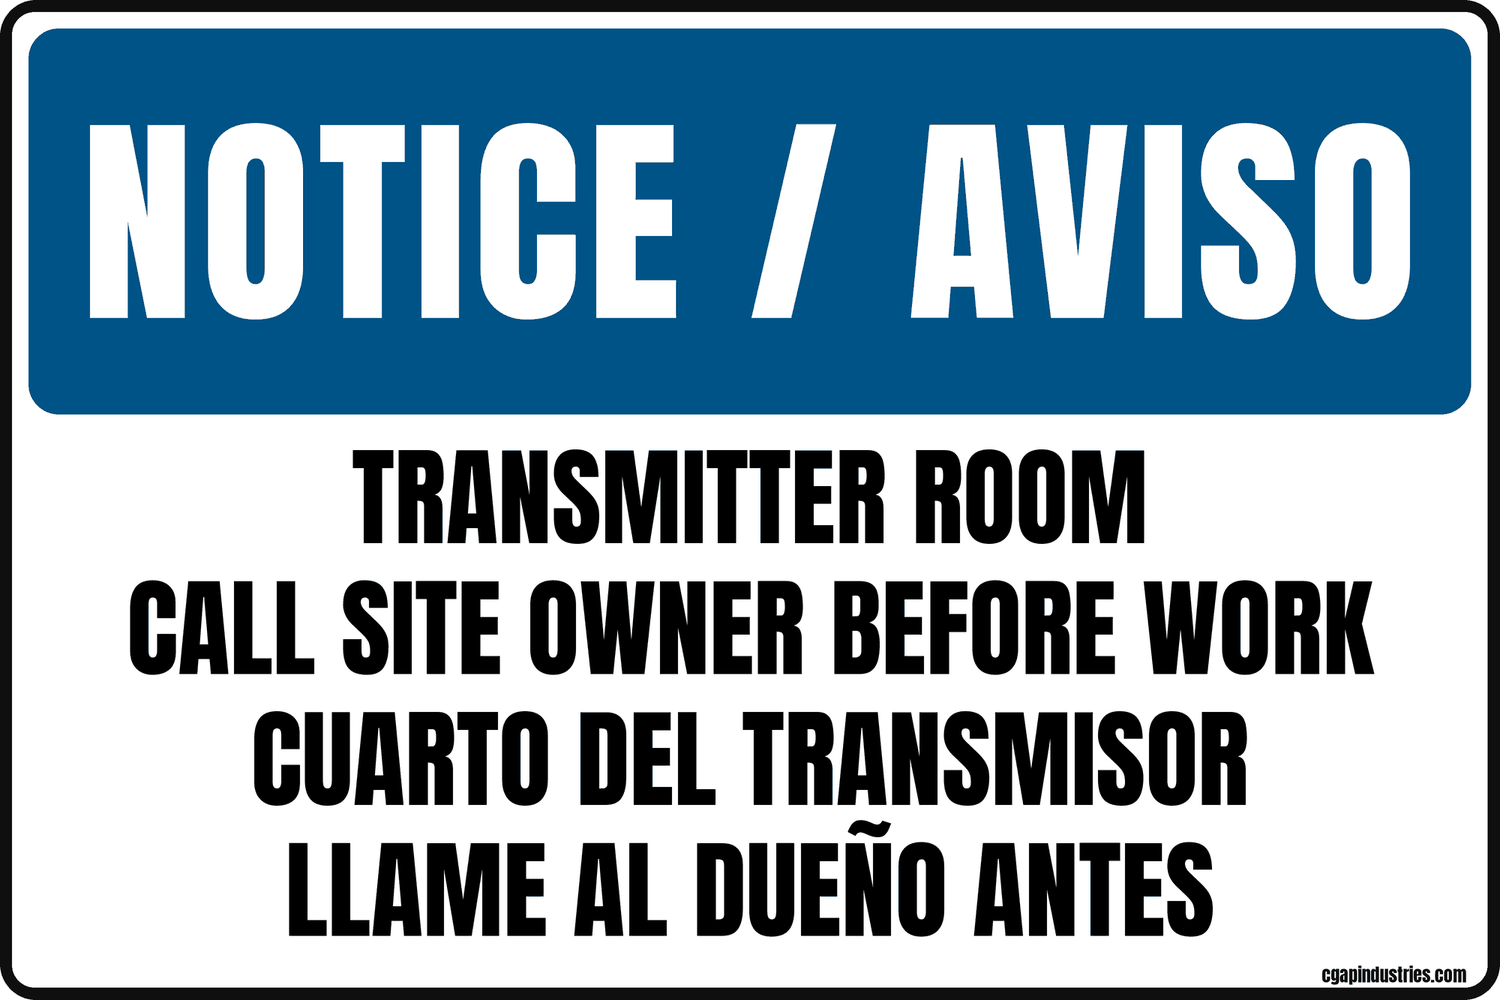 NOTICE / AVISO
TRANSMITTER ROOM
CALL SITE OWNER BEFORE WORK
CUARTO DEL TRANSMISOR
LLAME AL DUEÑO ANTES
cgapindustries.com